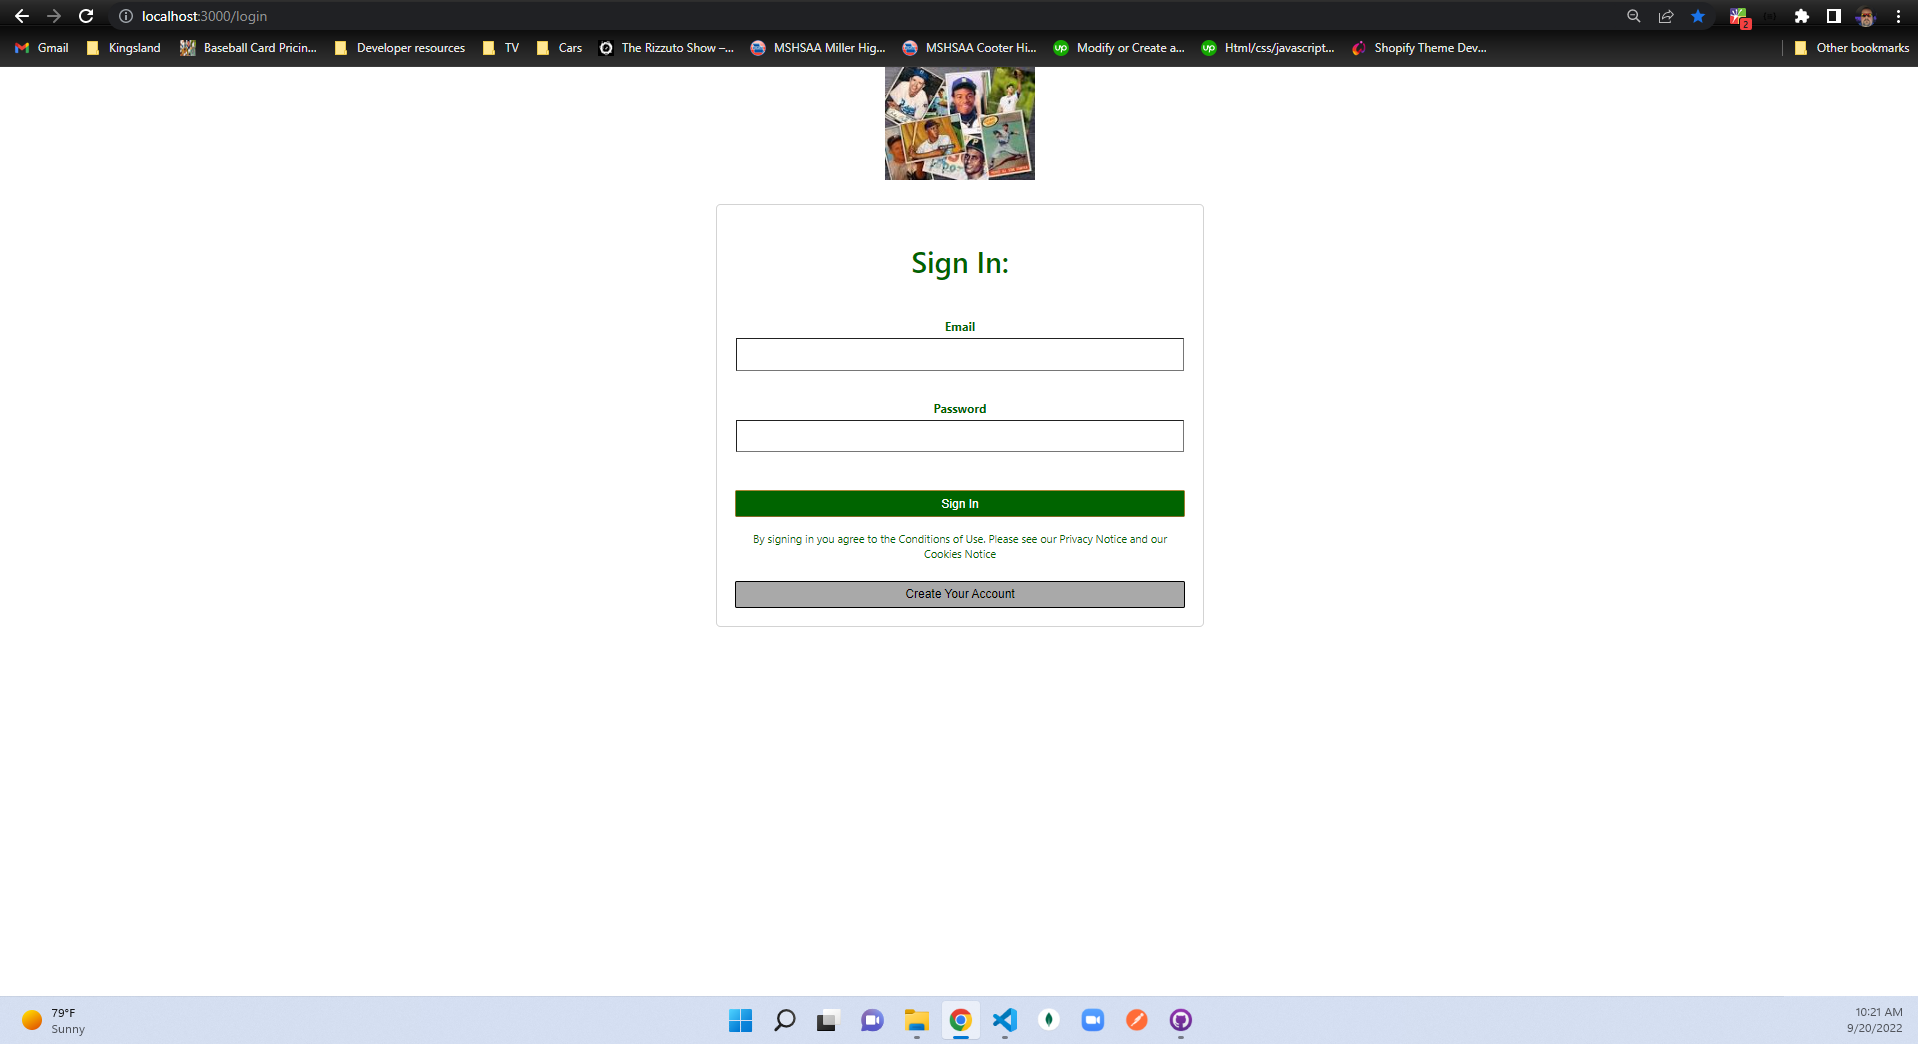 localhost:3000/login
2
Gmail
Kingsland
Baseball Card Pricin...
Developer resources
TV
Cars
The Rizzuto Show –...
MSHSAA Miller Hig...
MSHSAA Cooter Hi...
up
Modify or Create a...
up
Html/css/javascript...
Shopify Theme Dev...
Other bookmarks
Sign In:
Email
Password
Sign In
By signing in you agree to the Conditions of Use. Please see our Privacy Notice and our
Cookies Notice
Create Your Account
79°F
Sunny
10:21 AM
9/20/2022